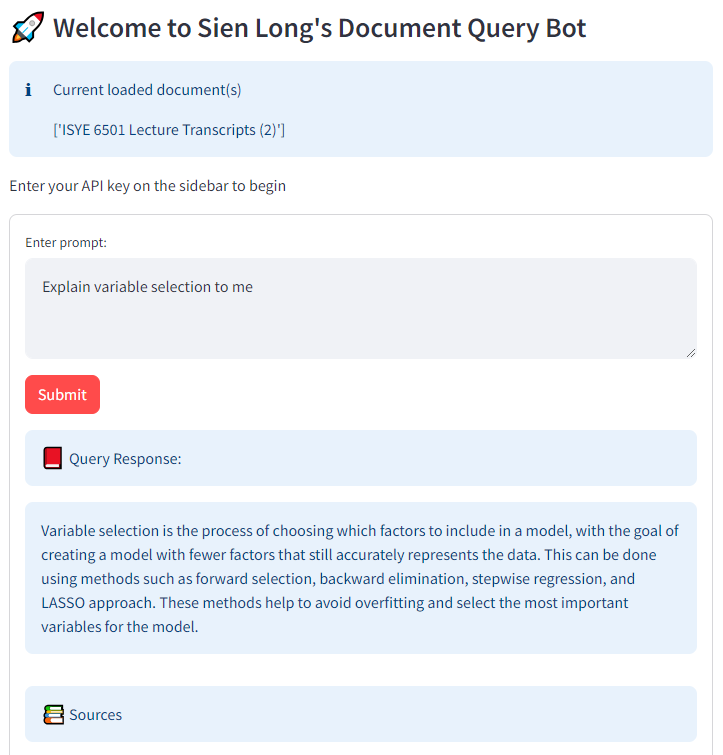 Welcome to Sien Long's Document Query Bot
Current loaded document(s)
['ISYE 6501 Lecture Transcripts (2)']
Enter your API key on the sidebar to begin
Enter prompt:
Explain variable selection to me
Submit
Query Response:
Variable selection is the process of choosing which factors to include in a model, with the goal of
creating a model with fewer factors that still accurately represents the data. This can be done
using methods such as forward selection, backward elimination, stepwise regression, and
LASSO approach. These methods help to avoid overfitting and select the most important
variables for the model.
Sources